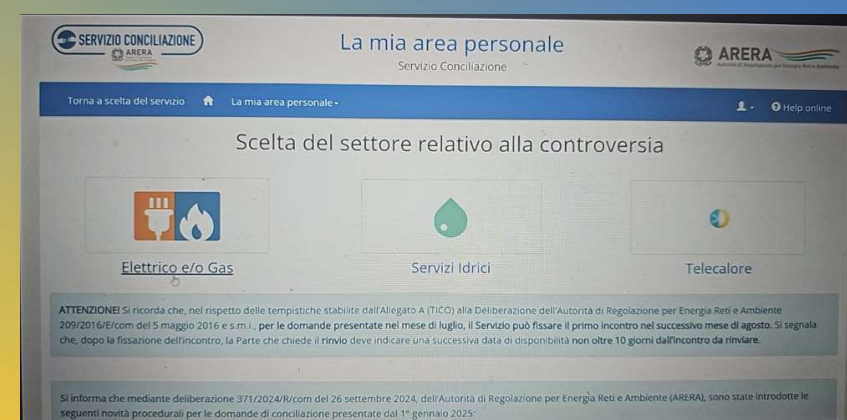 SERVIZIO CONCILIAZIONE
ARERA
La mia area personale
Servizio Conciliazione
ARERA
Torna a scelta del servizio
La mia area personale
Help online
Scelta del settore relativo alla controversia
Elettrico e/o Gas
Servizi Idrici
Telecalore
ATTENZIONE! Si ricorda che, nel rispetto delle tempistiche stabilite dall'Allegato A (TICO) alla Deliberazione dell'Autorità di Regolazione per Energia Reti e Ambiente
209/2016/E/com del 5 maggio 2016 e s.m.i., per le domande presentate nel mese di luglio, il Servizio può fissare il primo incontro nel successivo mese di agosto. Si segnala
che, dopo la fissazione dell'incontro, la Parte che chiede il rinvio deve indicare una successiva data di disponibilità non oltre 10 giorni dall'incontro da rinviare.
Si informa che mediante deliberazione 371/2024/R/com del 26 settembre 2024, dell'Autorità di Regolazione per Energia Reti e Ambiente (ARERA), sono state introdotte le
seguenti novità procedurali per le domande di conciliazione presentate dal 1° gennaio 2025: